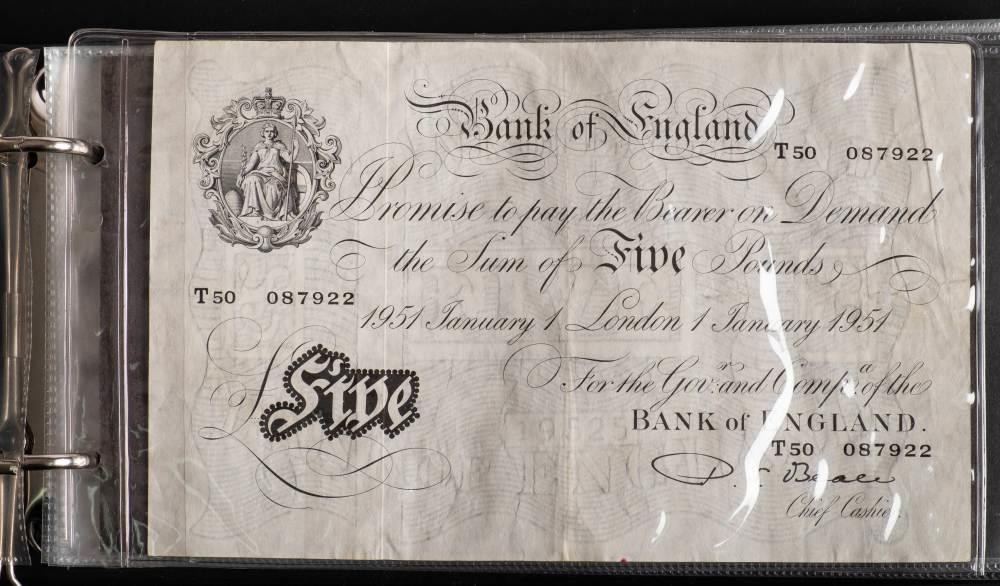 Bank of England
T50 087922
I Promise to pay the Bearer on Demand
the Sum of Five Pounds
T50 087922
1951 January 1 London 1 January 1951
£Five
For the Govr. and Compa. of the
BANK of ENGLAND.
T50 087922
P. S. Beale
Chief Cashier.